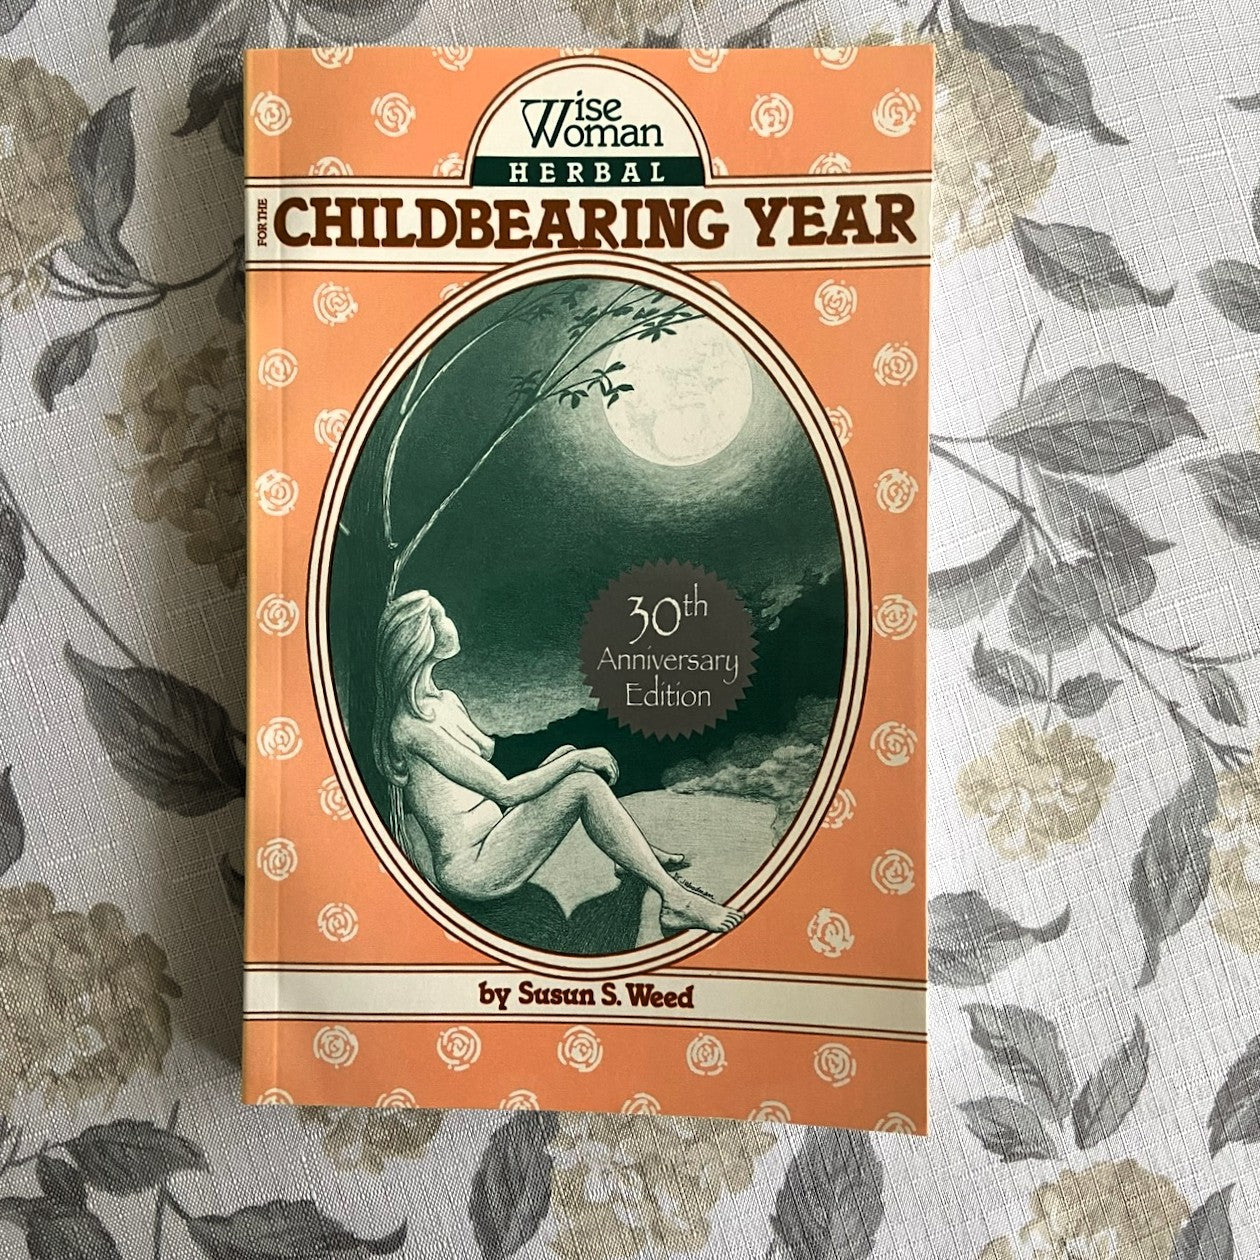 Wise
Woman
HERBAL
FOR THE
CHILDBEARING YEAR
30th
Anniversary
Edition
by Susun S. Weed